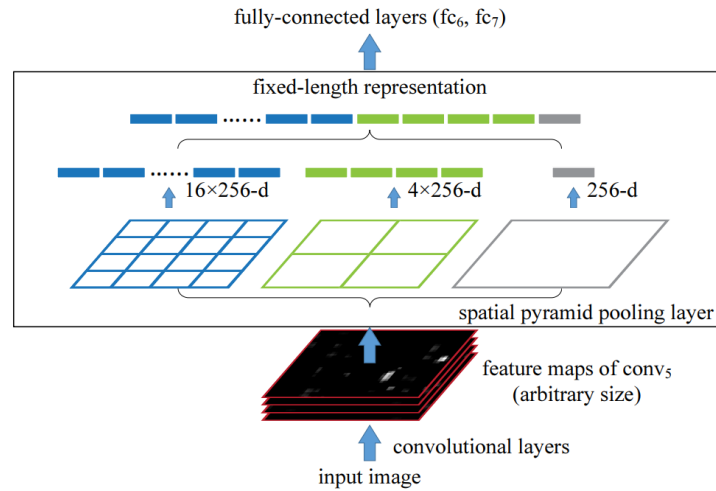 fully-connected layers (fc₆, fc₇)
fixed-length representation
......
......
16×256-d
4×256-d
256-d
spatial pyramid pooling layer
feature maps of conv₅
(arbitrary size)
convolutional layers
input image